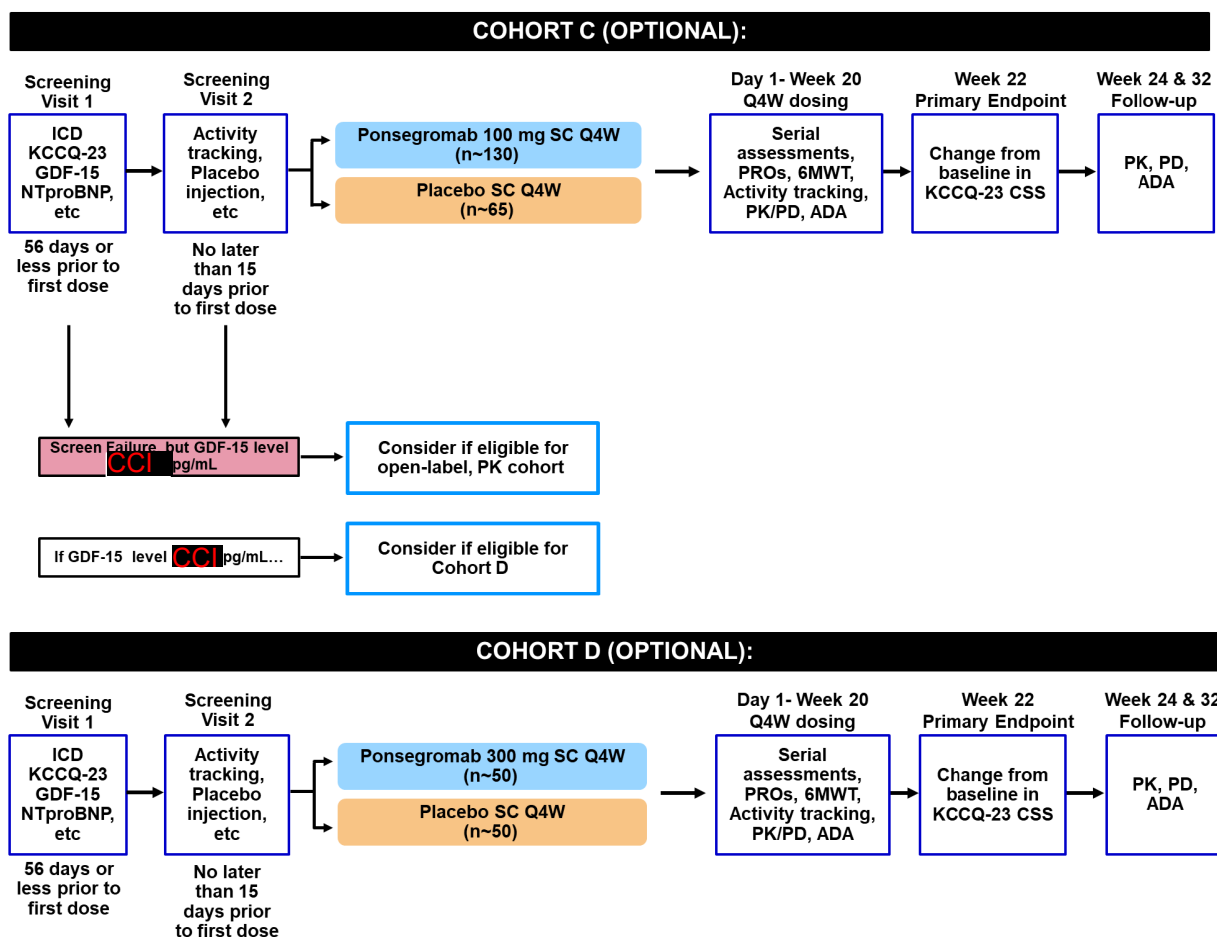 COHORT C (OPTIONAL):
Screening
Visit 1
ICD
KCCQ-23
GDF-15
NTproBNP,
etc
56 days or
less prior to
first dose
Screening
Visit 2
Activity
tracking,
Placebo
injection,
etc
No later
than 15
days prior
to first dose
Ponsegromab 100 mg SC Q4W
(n~130)
Placebo SC Q4W
(n~65)
Day 1- Week 20
Q4W dosing
Serial
assessments,
PROs, 6MWT,
Activity tracking,
PK/PD, ADA
Week 22
Primary Endpoint
Change from
baseline in
KCCQ-23 CSS
Week 24 & 32
Follow-up
PK, PD,
ADA
Screen Failure, but GDF-15 level
CCI pg/mL
Consider if eligible for
open-label, PK cohort
If GDF-15 level CCI pg/mL…
Consider if eligible for
Cohort D
COHORT D (OPTIONAL):
Screening
Visit 1
ICD
KCCQ-23
GDF-15
NTproBNP,
etc
56 days or
less prior to
first dose
Screening
Visit 2
Activity
tracking,
Placebo
injection,
etc
No later
than 15
days prior
to first dose
Ponsegromab 300 mg SC Q4W
(n~50)
Placebo SC Q4W
(n~50)
Day 1- Week 20
Q4W dosing
Serial
assessments,
PROs, 6MWT,
Activity tracking,
PK/PD, ADA
Week 22
Primary Endpoint
Change from
baseline in
KCCQ-23 CSS
Week 24 & 32
Follow-up
PK, PD,
ADA